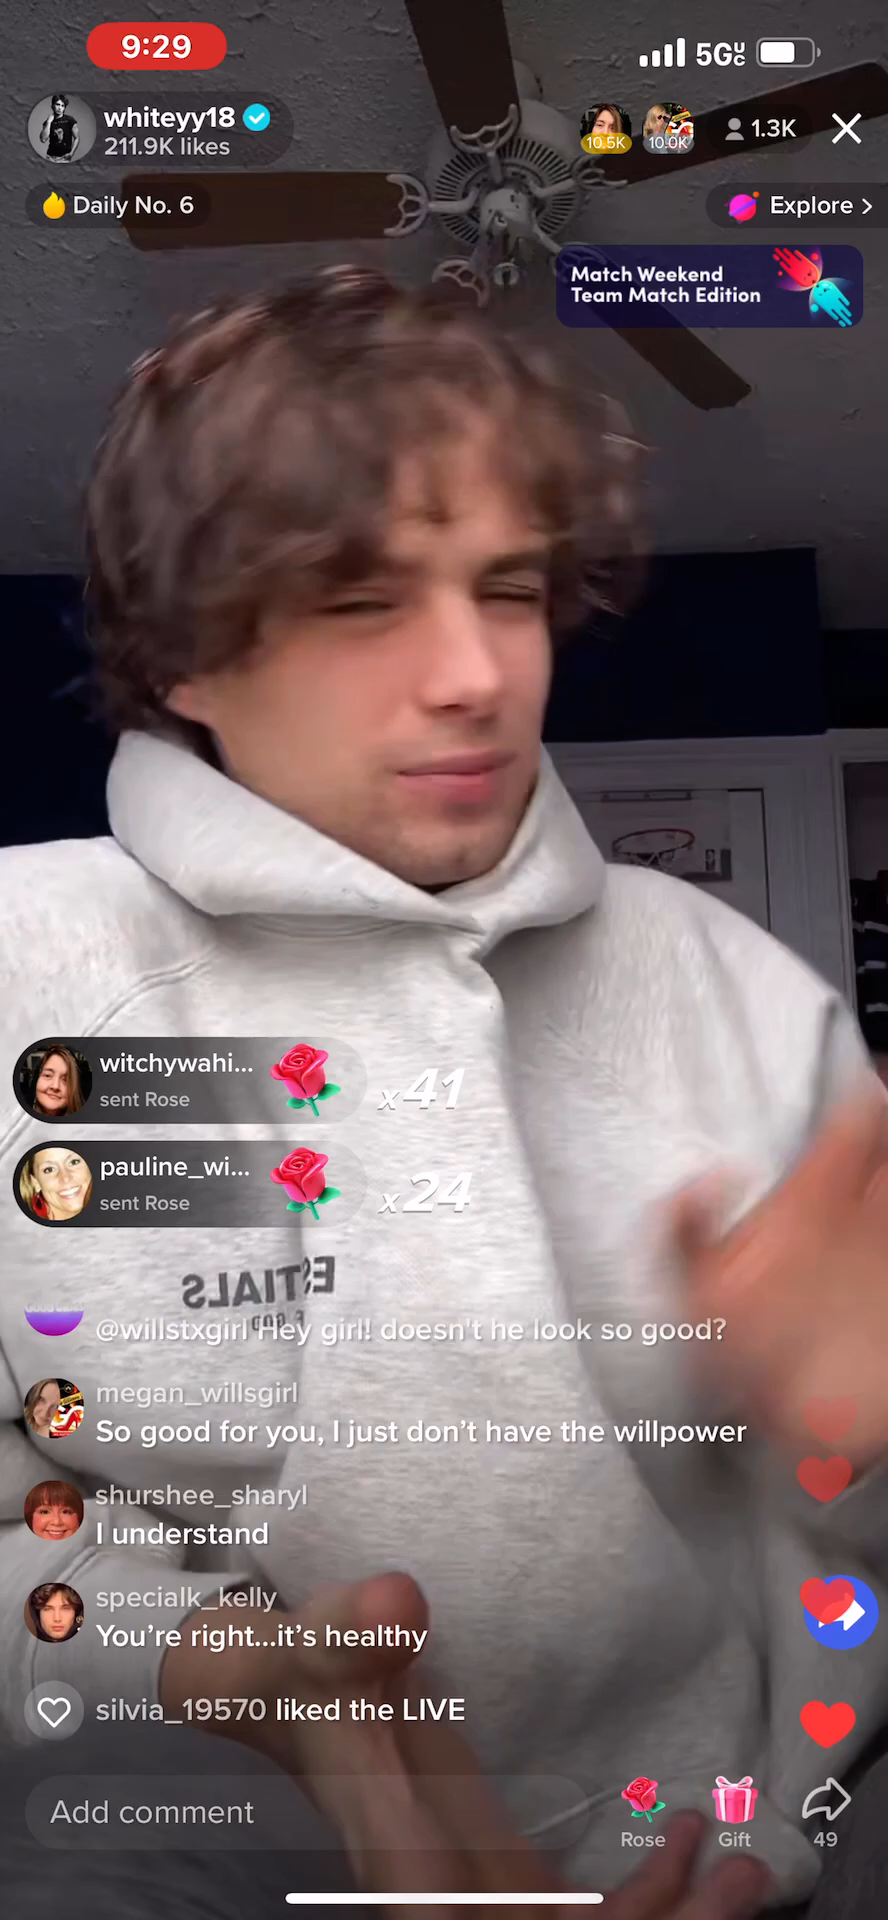 9:29
5G UC
whiteyy18
211.9K likes
10.5K
10.0K
1.3K
Daily No. 6
Explore >
Match Weekend
Team Match Edition
witchywahi...
sent Rose
x41
pauline_wi...
sent Rose
x24
ESTIALS
@willstxgirl Hey girl! doesn't he look so good?
megan_willsgirl
So good for you, I just don't have the willpower
shurshee_sharyl
I understand
specialk_kelly
You're right...it's healthy
silvia_19570 liked the LIVE
Add comment
Rose
Gift
49